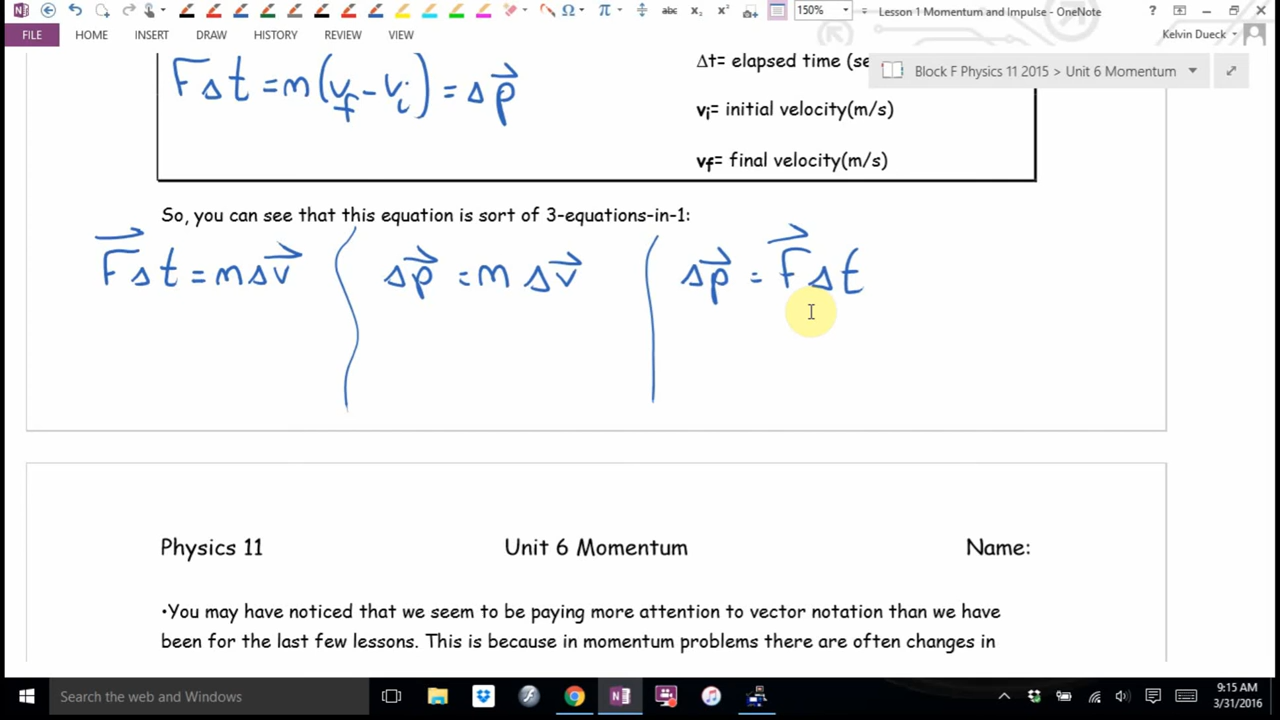 150%
Lesson 1 Momentum and Impulse - OneNote
FILE HOME INSERT DRAW HISTORY REVIEW VIEW
Kelvin Dueck
Block F Physics 11 2015 > Unit 6 Momentum
FΔt = m(v_f - v_i) = Δp⃗
Δt= elapsed time (se
vi= initial velocity(m/s)
vf= final velocity(m/s)
So, you can see that this equation is sort of 3-equations-in-1:
F⃗Δt = mΔv⃗
Δp⃗ = mΔv⃗
Δp⃗ = F⃗Δt
Physics 11 Unit 6 Momentum Name:
•You may have noticed that we seem to be paying more attention to vector notation than we have
been for the last few lessons. This is because in momentum problems there are often changes in
Search the web and Windows
9:15 AM
3/31/2016